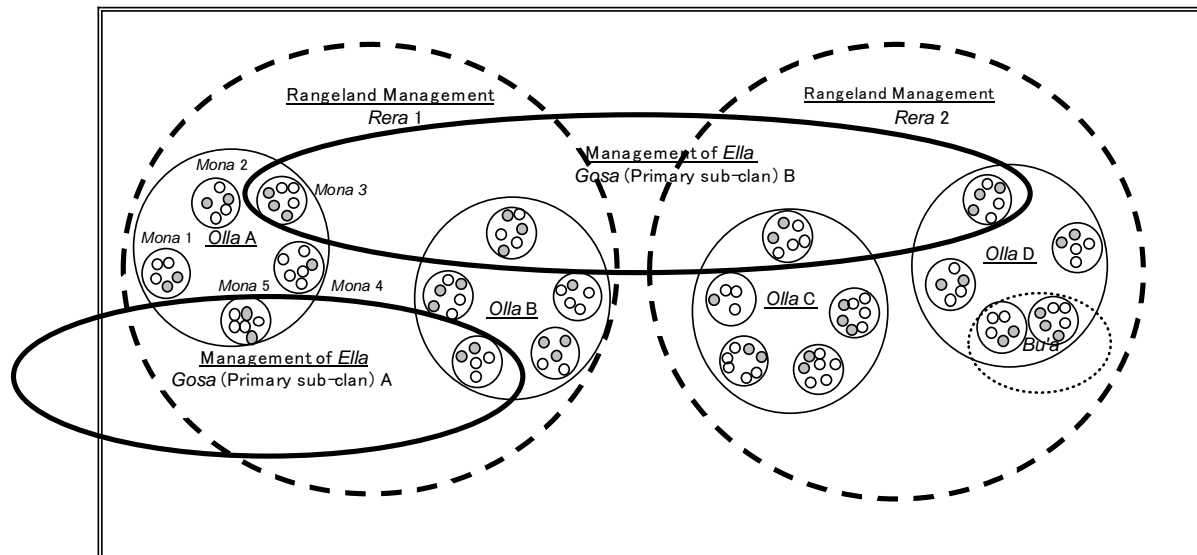 Rangeland Management
Rera 1
Rangeland Management
Rera 2
Management of Ella
Gosa (Primary sub-clan) B
Mona 2
Mona 3
Mona 1
Olla A
Mona 5
Mona 4
Olla B
Olla C
Olla D
Bu'a
Management of Ella
Gosa (Primary sub-clan) A